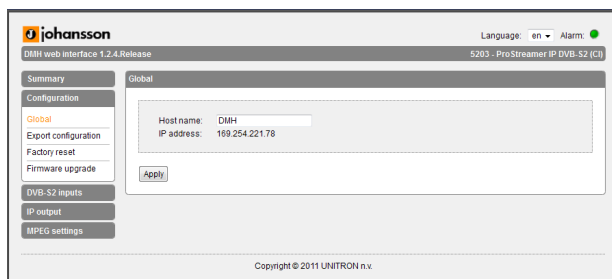 johansson
Language: en Alarm:
DMH web interface 1.2.4.Release
5203 - ProStreamer IP DVB-S2 (CI)
Summary
Configuration
Global
Export configuration
Factory reset
Firmware upgrade
DVB-S2 inputs
IP output
MPEG settings
Global
Host name: DMH
IP address: 169.254.221.78
Apply
Copyright © 2011 UNITRON n.v.